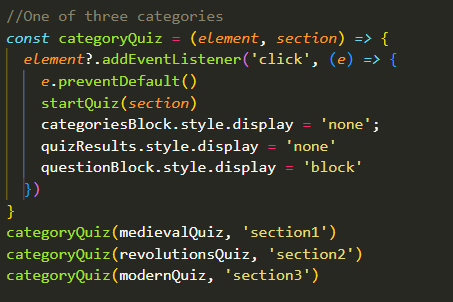 //One of three categories
const categoryQuiz = (element, section) => {
  element?.addEventListener('click', (e) => {
    e.preventDefault()
    startQuiz(section)
    categoriesBlock.style.display = 'none';
    quizResults.style.display = 'none'
    questionBlock.style.display = 'block'
  })
}
categoryQuiz(medievalQuiz, 'section1')
categoryQuiz(revolutionsQuiz, 'section2')
categoryQuiz(modernQuiz, 'section3')